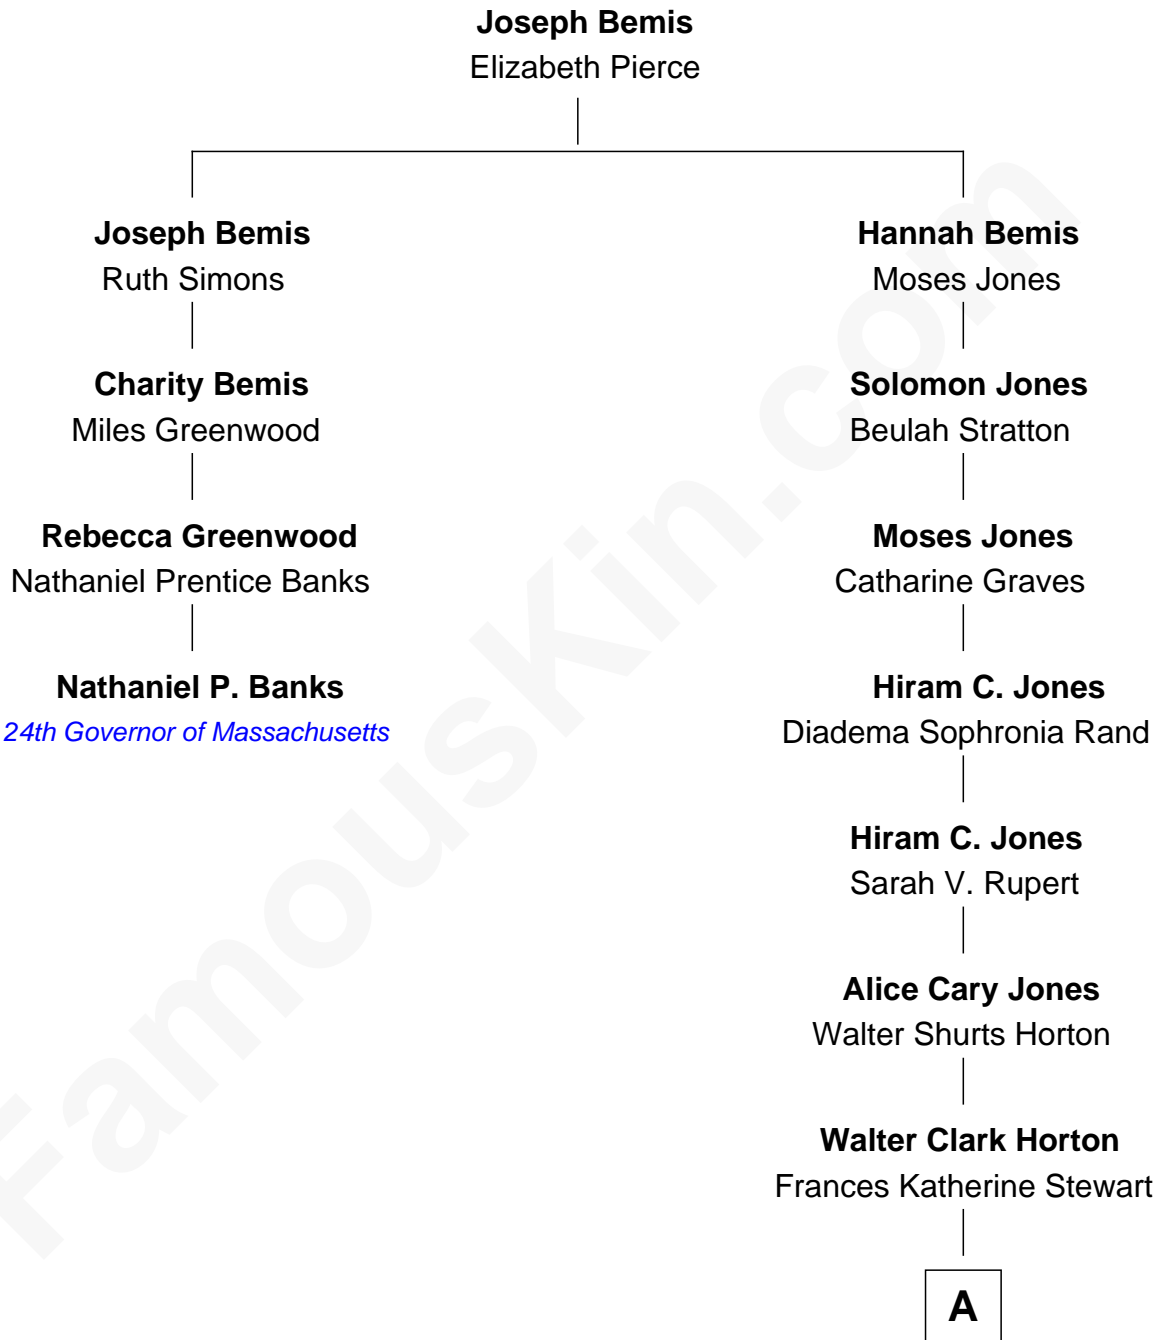 Joseph Bemis
Elizabeth Pierce
Joseph Bemis
Ruth Simons
Charity Bemis
Miles Greenwood
Rebecca Greenwood
Nathaniel Prentice Banks
Nathaniel P. Banks
24th Governor of Massachusetts
Hannah Bemis
Moses Jones
Solomon Jones
Beulah Stratton
Moses Jones
Catharine Graves
Hiram C. Jones
Diadema Sophronia Rand
Hiram C. Jones
Sarah V. Rupert
Alice Cary Jones
Walter Shurts Horton
Walter Clark Horton
Frances Katherine Stewart
A
FamousKin.com